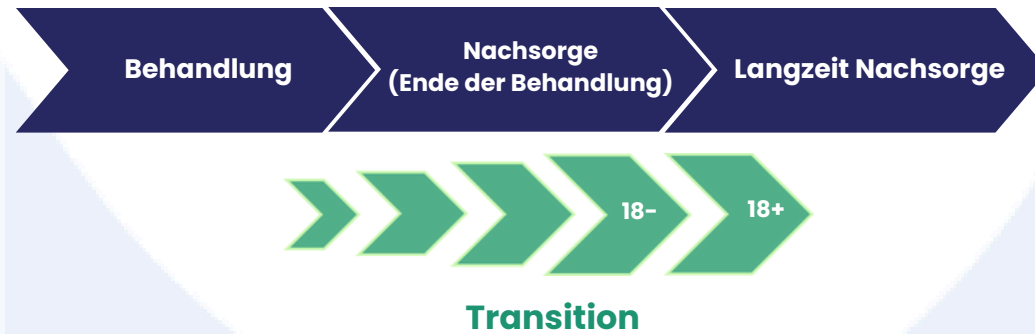 Behandlung
Nachsorge
(Ende der Behandlung)
Langzeit Nachsorge
18-
18+
Transition